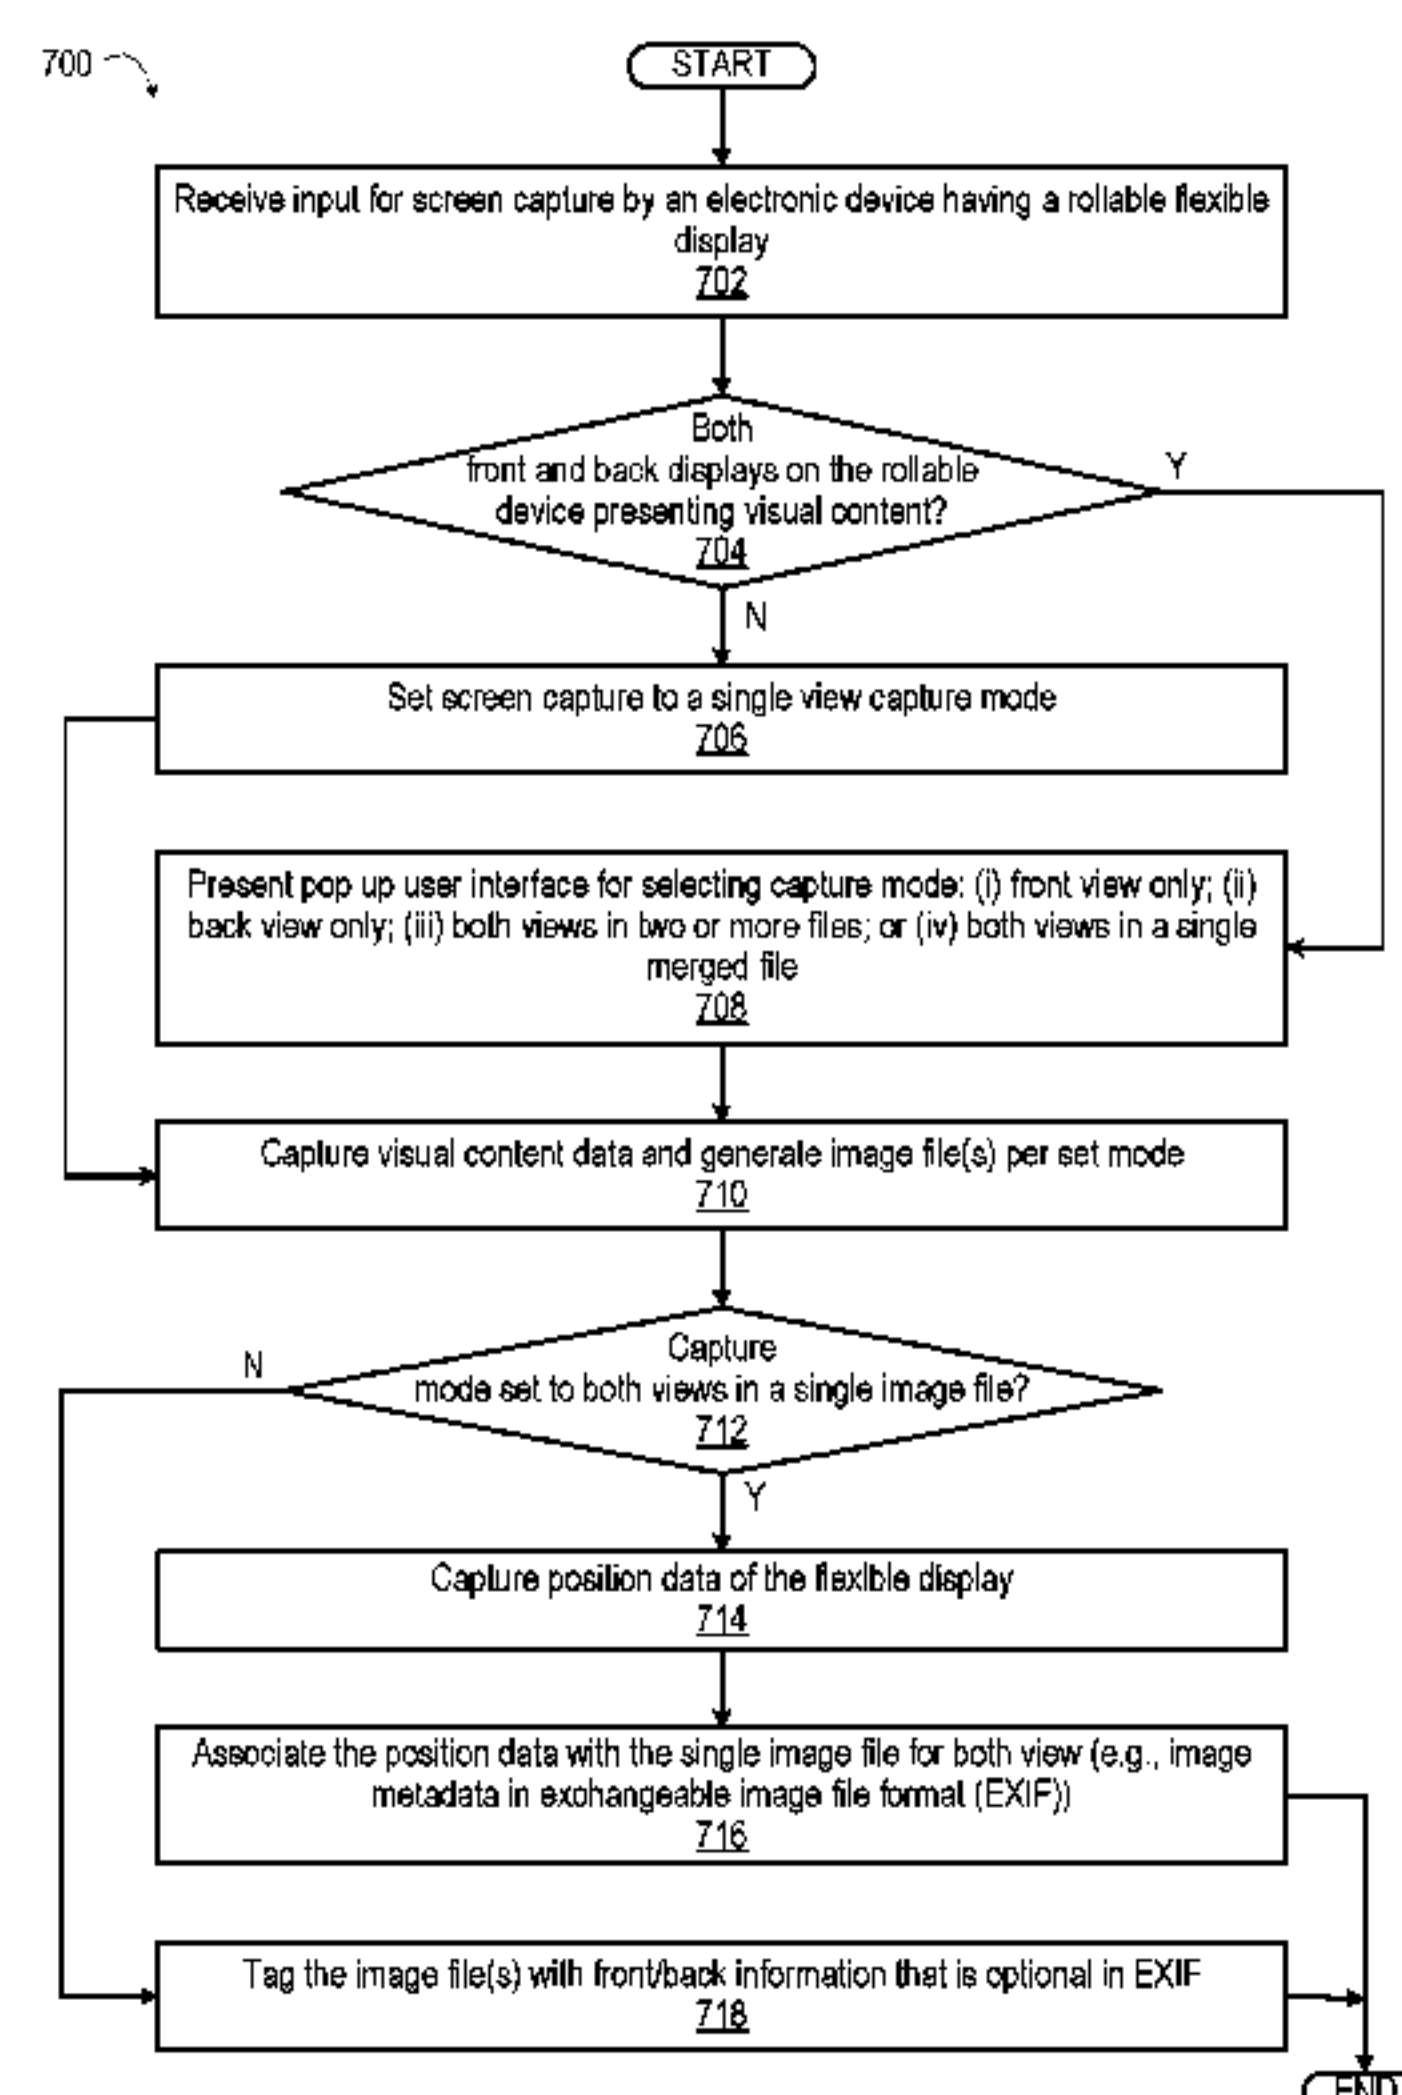 700
START
Receive input for screen capture by an electronic device having a rollable flexible
display
702
Both
front and back displays on the rollable
device presenting visual content?
704
Y
N
Set screen capture to a single view capture mode
706
Present pop up user interface for selecting capture mode: (i) front view only; (ii)
back view only; (iii) both views in two or more files; or (iv) both views in a single
merged file
708
Capture visual content data and generate image file(s) per set mode
710
Capture
mode set to both views in a single image file?
712
N
Y
Capture position data of the flexible display
714
Associate the position data with the single image file for both view (e.g., image
metadata in exchangeable image file format (EXIF))
716
Tag the image file(s) with front/back information that is optional in EXIF
718
END